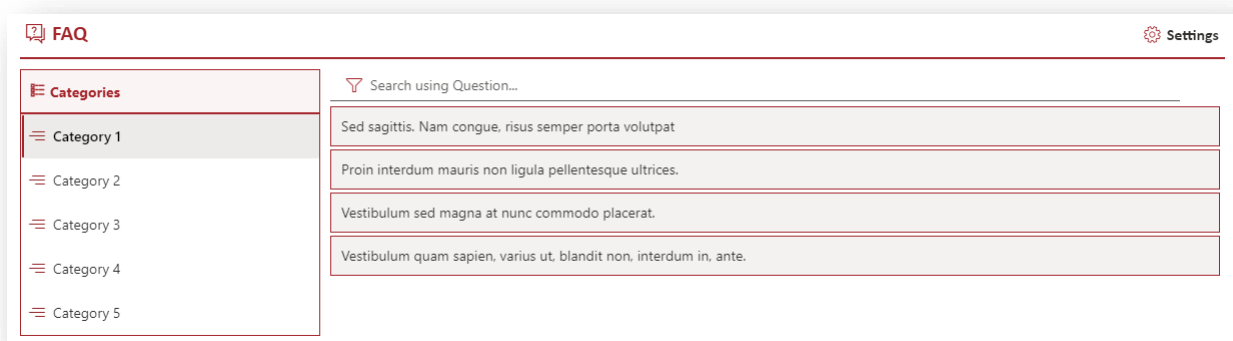 FAQ
Settings
Categories
Category 1
Category 2
Category 3
Category 4
Category 5
Search using Question...
Sed sagittis. Nam congue, risus semper porta volutpat
Proin interdum mauris non ligula pellentesque ultrices.
Vestibulum sed magna at nunc commodo placerat.
Vestibulum quam sapien, varius ut, blandit non, interdum in, ante.